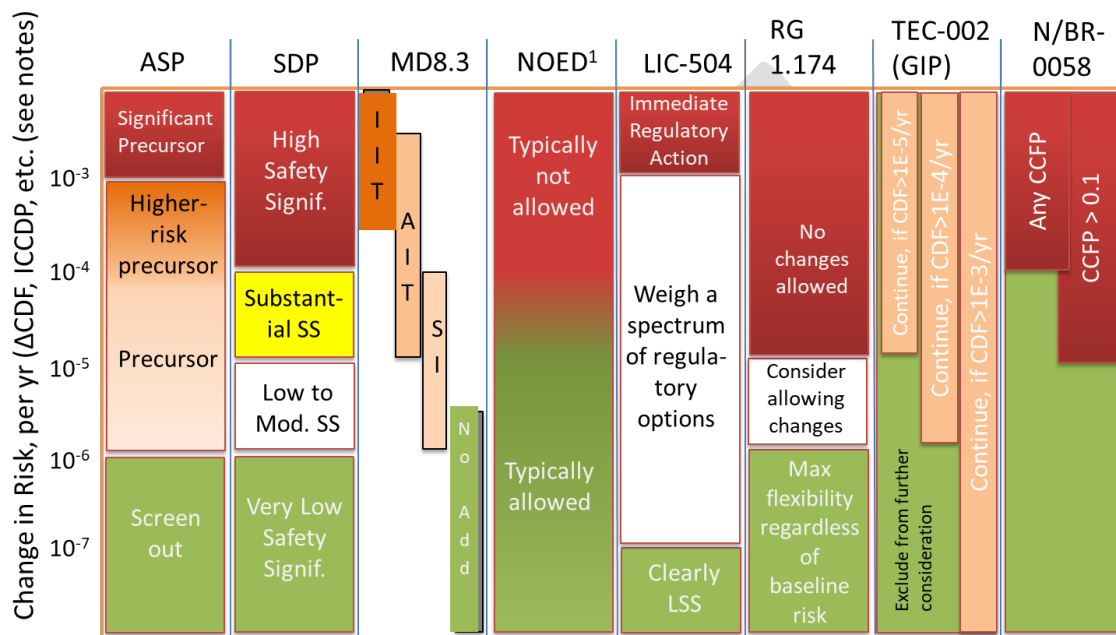 Change in Risk, per yr (ΔCDF, ICCDP, etc. (see notes)
10⁻³
10⁻⁴
10⁻⁵
10⁻⁶
10⁻⁷
ASP
Significant
Precursor
Higher-
risk
precursor
Precursor
Screen
out
SDP
High
Safety
Signif.
Substant-
ial SS
Low to
Mod. SS
Very Low
Safety
Signif.
MD8.3
I
I
T
A
I
T
S
I
N
o
A
d
d
NOED¹
Typically
not
allowed
Typically
allowed
LIC-504
Immediate
Regulatory
Action
Weigh a
spectrum
of regula-
tory
options
Clearly
LSS
RG
1.174
No
changes
allowed
Consider
allowing
changes
Max
flexibility
regardless
of
baseline
risk
TEC-002
(GIP)
Continue, if CDF>1E-5/yr
Continue, if CDF>1E-4/yr
Continue, if CDF>1E-3/yr
Exclude from further
consideration
N/BR-
0058
Any CCFP
CCFP > 0.1